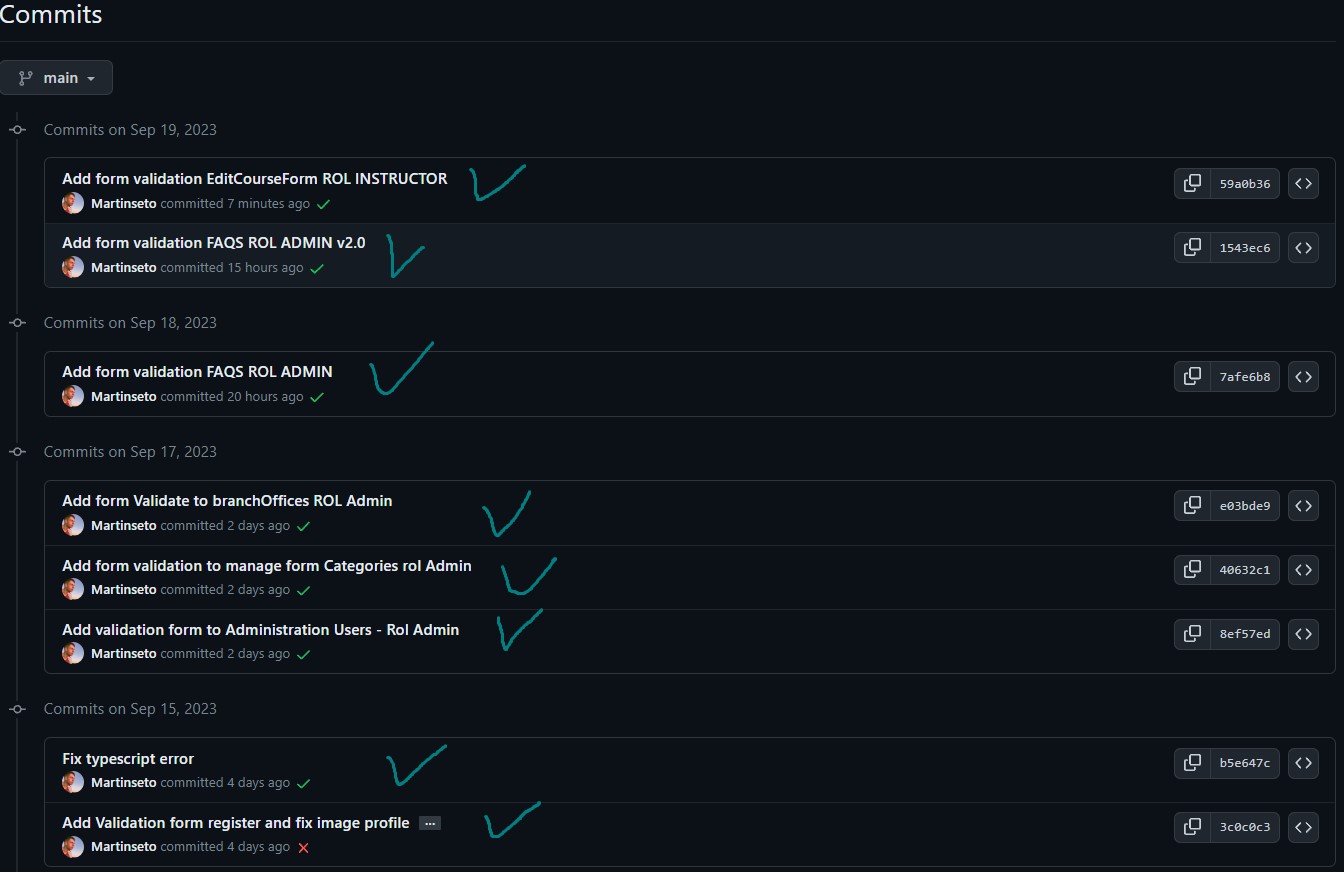 Commits
main
Commits on Sep 19, 2023
Add form validation EditCourseForm ROL INSTRUCTOR
Martinseto committed 7 minutes ago
59a0b36
Add form validation FAQS ROL ADMIN v2.0
Martinseto committed 15 hours ago
1543ec6
Commits on Sep 18, 2023
Add form validation FAQS ROL ADMIN
Martinseto committed 20 hours ago
7afe6b8
Commits on Sep 17, 2023
Add form Validate to branchOffices ROL Admin
Martinseto committed 2 days ago
e03bde9
Add form validation to manage form Categories rol Admin
Martinseto committed 2 days ago
40632c1
Add validation form to Administration Users - Rol Admin
Martinseto committed 2 days ago
8ef57ed
Commits on Sep 15, 2023
Fix typescript error
Martinseto committed 4 days ago
b5e647c
Add Validation form register and fix image profile ...
Martinseto committed 4 days ago
3c0c0c3